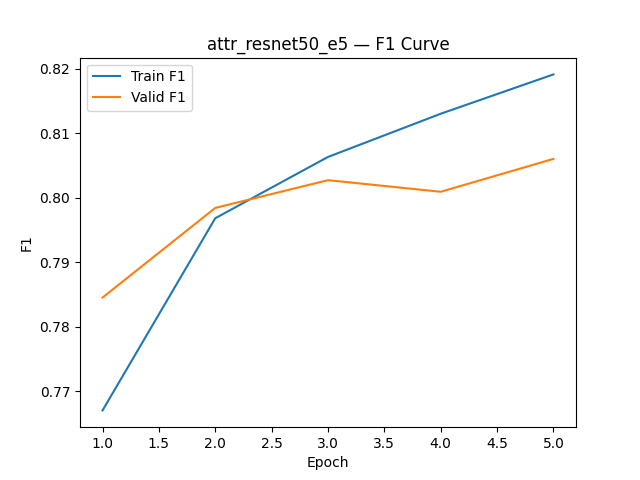 attr_resnet50_e5 — F1 Curve
Train F1
Valid F1
0.82
0.81
0.80
0.79
0.78
0.77
F1
1.0 1.5 2.0 2.5 3.0 3.5 4.0 4.5 5.0
Epoch